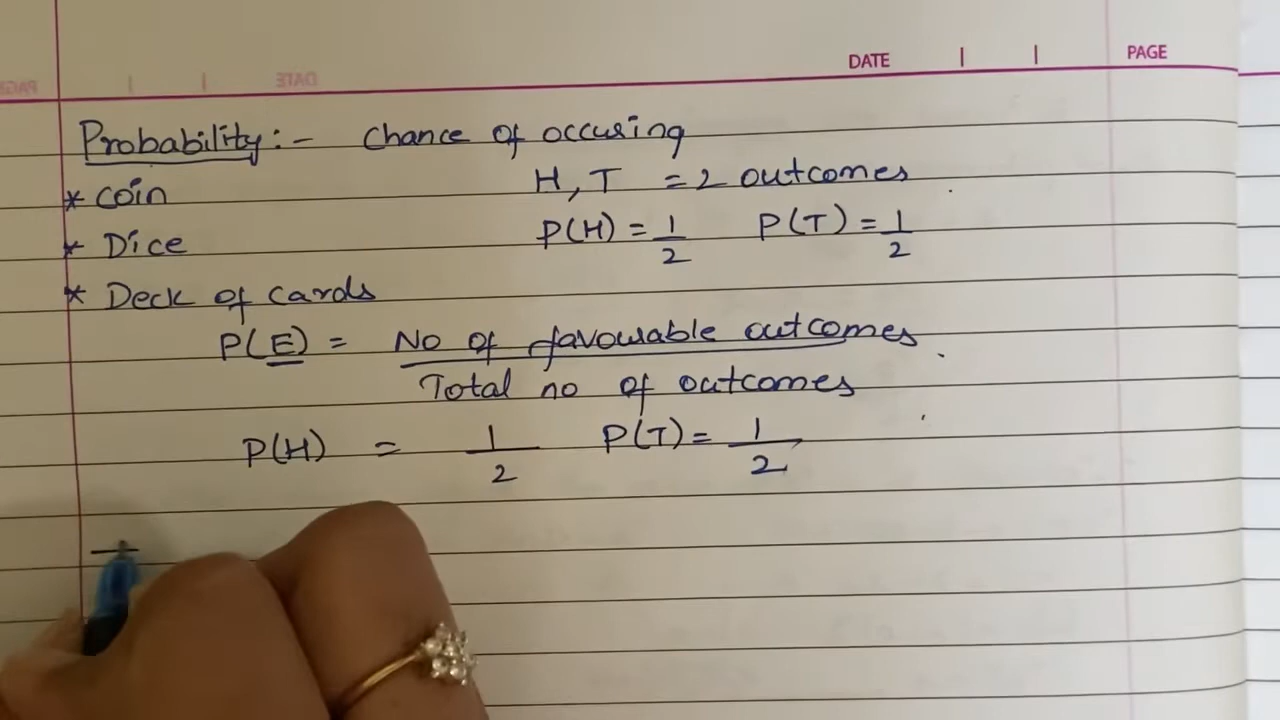 DATE | | PAGE
Probability :- Chance of occusing
* Coin H, T = 2 outcomes
* Dice P(H) = 1/2 P(T) = 1/2
* Deck of cards
P(E) = No of favourable outcomes
Total no of outcomes
P(H) = 1/2 P(T) = 1/2